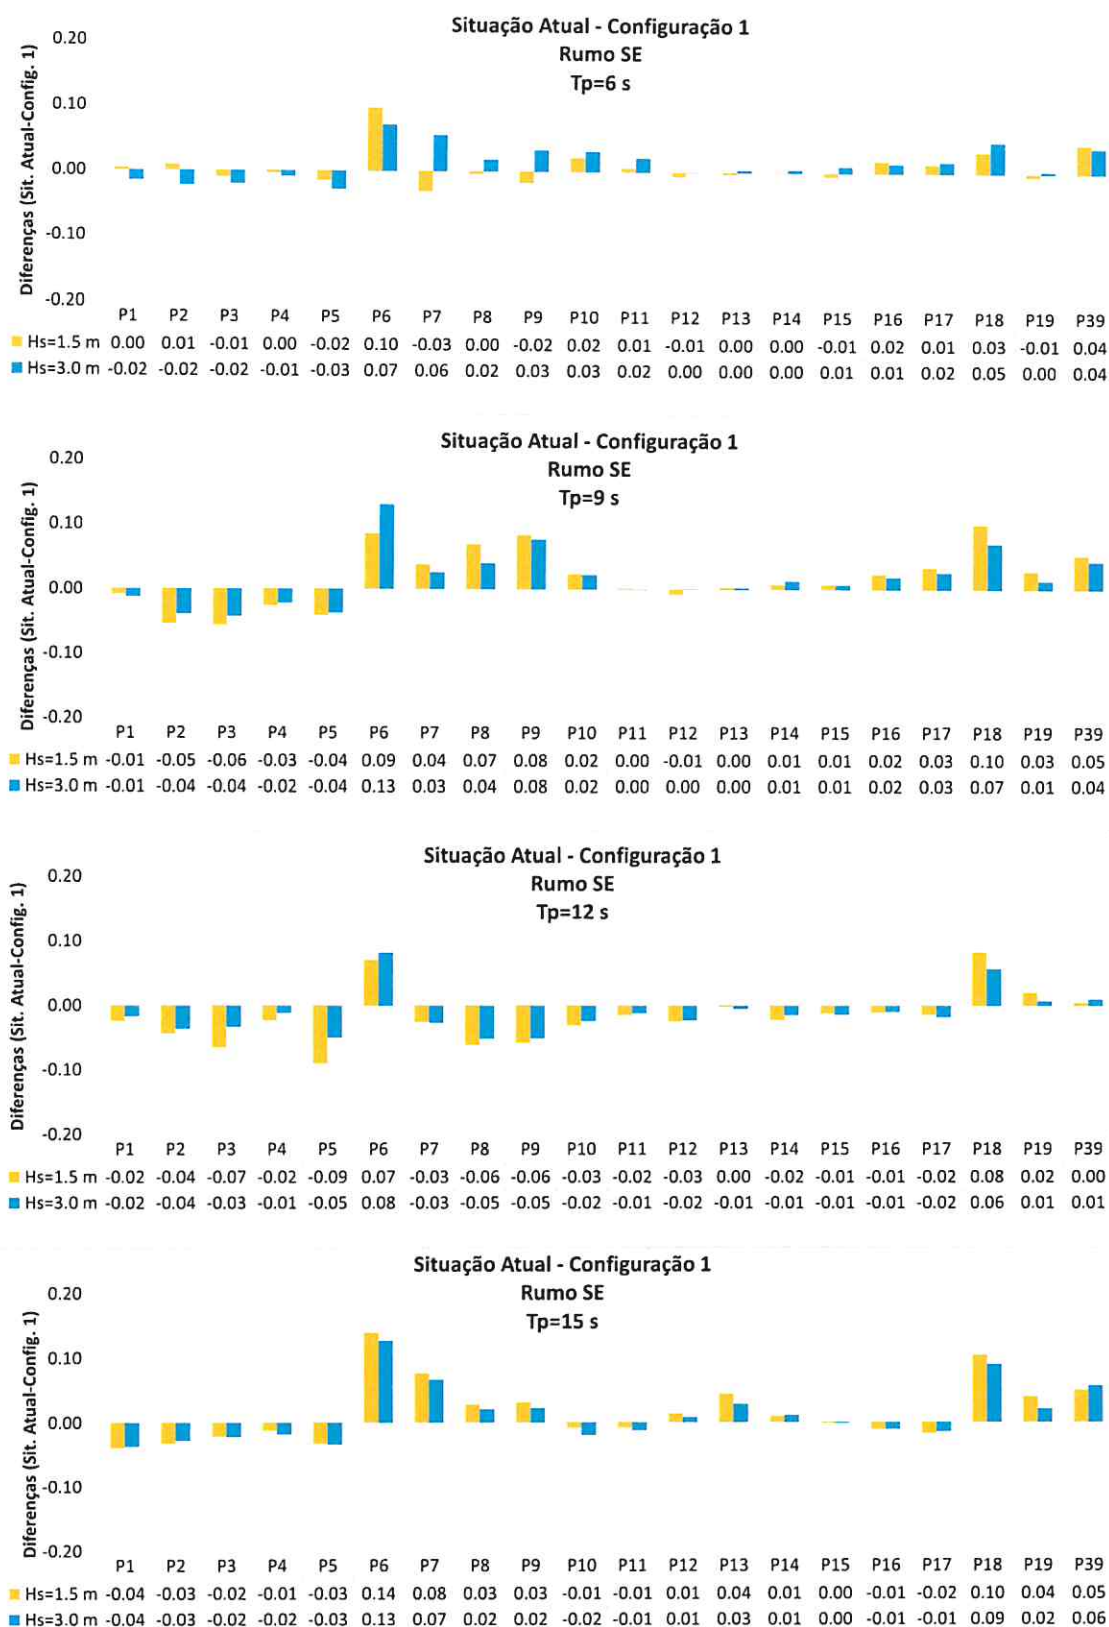 Situação Atual - Configuração 1
Rumo SE
Tp=6 s
Diferenças (Sit. Atual-Config. 1)
0.20
0.10
0.00
-0.10
-0.20
P1 P2 P3 P4 P5 P6 P7 P8 P9 P10 P11 P12 P13 P14 P15 P16 P17 P18 P19 P39
Hs=1.5 m 0.00 0.01 -0.01 0.00 -0.02 0.10 -0.03 0.00 -0.02 0.02 0.01 -0.01 0.00 0.00 -0.01 0.02 0.01 0.03 -0.01 0.04
Hs=3.0 m -0.02 -0.02 -0.02 -0.01 -0.03 0.07 0.06 0.02 0.03 0.03 0.02 0.00 0.00 0.00 0.01 0.01 0.02 0.05 0.00 0.04
Situação Atual - Configuração 1
Rumo SE
Tp=9 s
Diferenças (Sit. Atual-Config. 1)
0.20
0.10
0.00
-0.10
-0.20
P1 P2 P3 P4 P5 P6 P7 P8 P9 P10 P11 P12 P13 P14 P15 P16 P17 P18 P19 P39
Hs=1.5 m -0.01 -0.05 -0.06 -0.03 -0.04 0.09 0.04 0.07 0.08 0.02 0.00 -0.01 0.00 0.01 0.01 0.02 0.03 0.10 0.03 0.05
Hs=3.0 m -0.01 -0.04 -0.04 -0.02 -0.04 0.13 0.03 0.04 0.08 0.02 0.00 0.00 0.00 0.01 0.01 0.02 0.03 0.07 0.01 0.04
Situação Atual - Configuração 1
Rumo SE
Tp=12 s
Diferenças (Sit. Atual-Config. 1)
0.20
0.10
0.00
-0.10
-0.20
P1 P2 P3 P4 P5 P6 P7 P8 P9 P10 P11 P12 P13 P14 P15 P16 P17 P18 P19 P39
Hs=1.5 m -0.02 -0.04 -0.07 -0.02 -0.09 0.07 -0.03 -0.06 -0.06 -0.03 -0.02 -0.03 0.00 -0.02 -0.01 -0.01 -0.02 0.08 0.02 0.00
Hs=3.0 m -0.02 -0.04 -0.03 -0.01 -0.05 0.08 -0.03 -0.05 -0.05 -0.02 -0.01 -0.02 -0.01 -0.01 -0.01 -0.01 -0.02 0.06 0.01 0.01
Situação Atual - Configuração 1
Rumo SE
Tp=15 s
Diferenças (Sit. Atual-Config. 1)
0.20
0.10
0.00
-0.10
-0.20
P1 P2 P3 P4 P5 P6 P7 P8 P9 P10 P11 P12 P13 P14 P15 P16 P17 P18 P19 P39
Hs=1.5 m -0.04 -0.03 -0.02 -0.01 -0.03 0.14 0.08 0.03 0.03 -0.01 -0.01 0.01 0.04 0.01 0.00 -0.01 -0.02 0.10 0.04 0.05
Hs=3.0 m -0.04 -0.03 -0.02 -0.02 -0.03 0.13 0.07 0.02 0.02 -0.02 -0.01 0.01 0.03 0.01 0.00 -0.01 -0.01 0.09 0.02 0.06